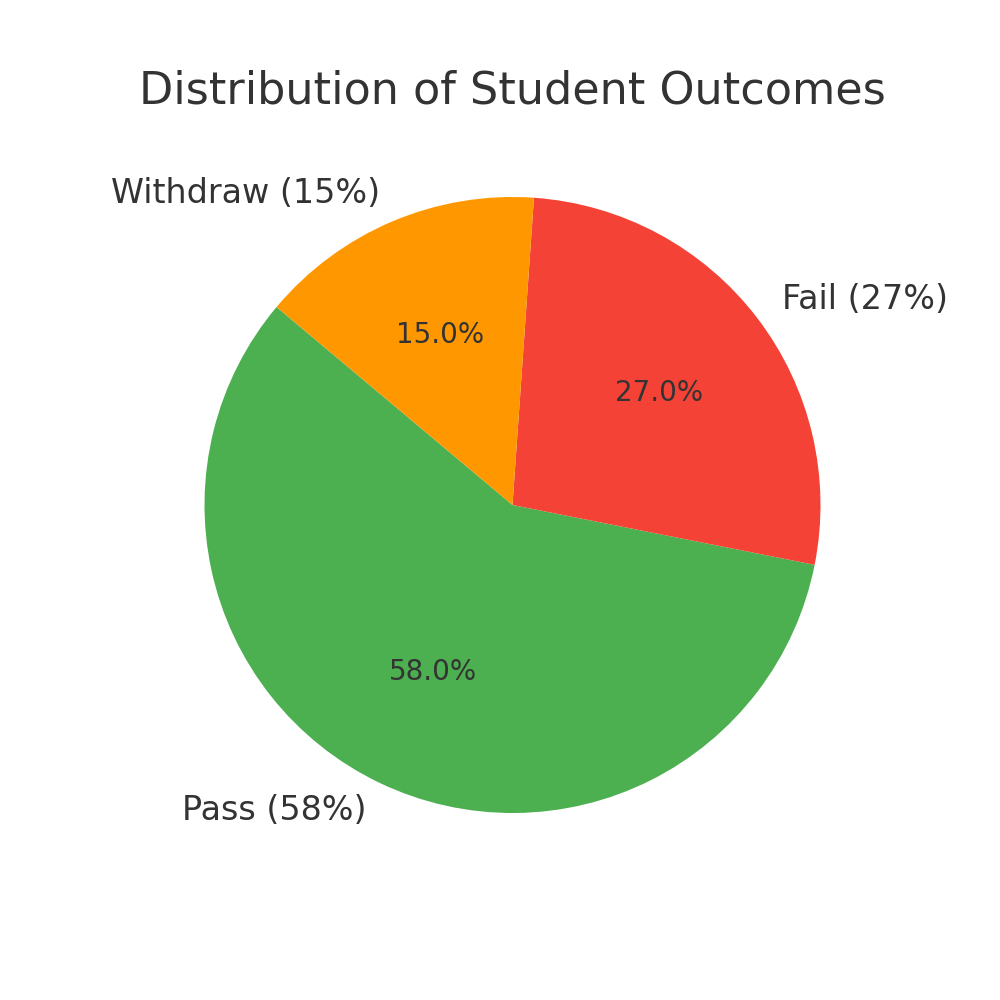 Distribution of Student Outcomes
Withdraw (15%)
Fail (27%)
15.0%
27.0%
58.0%
Pass (58%)